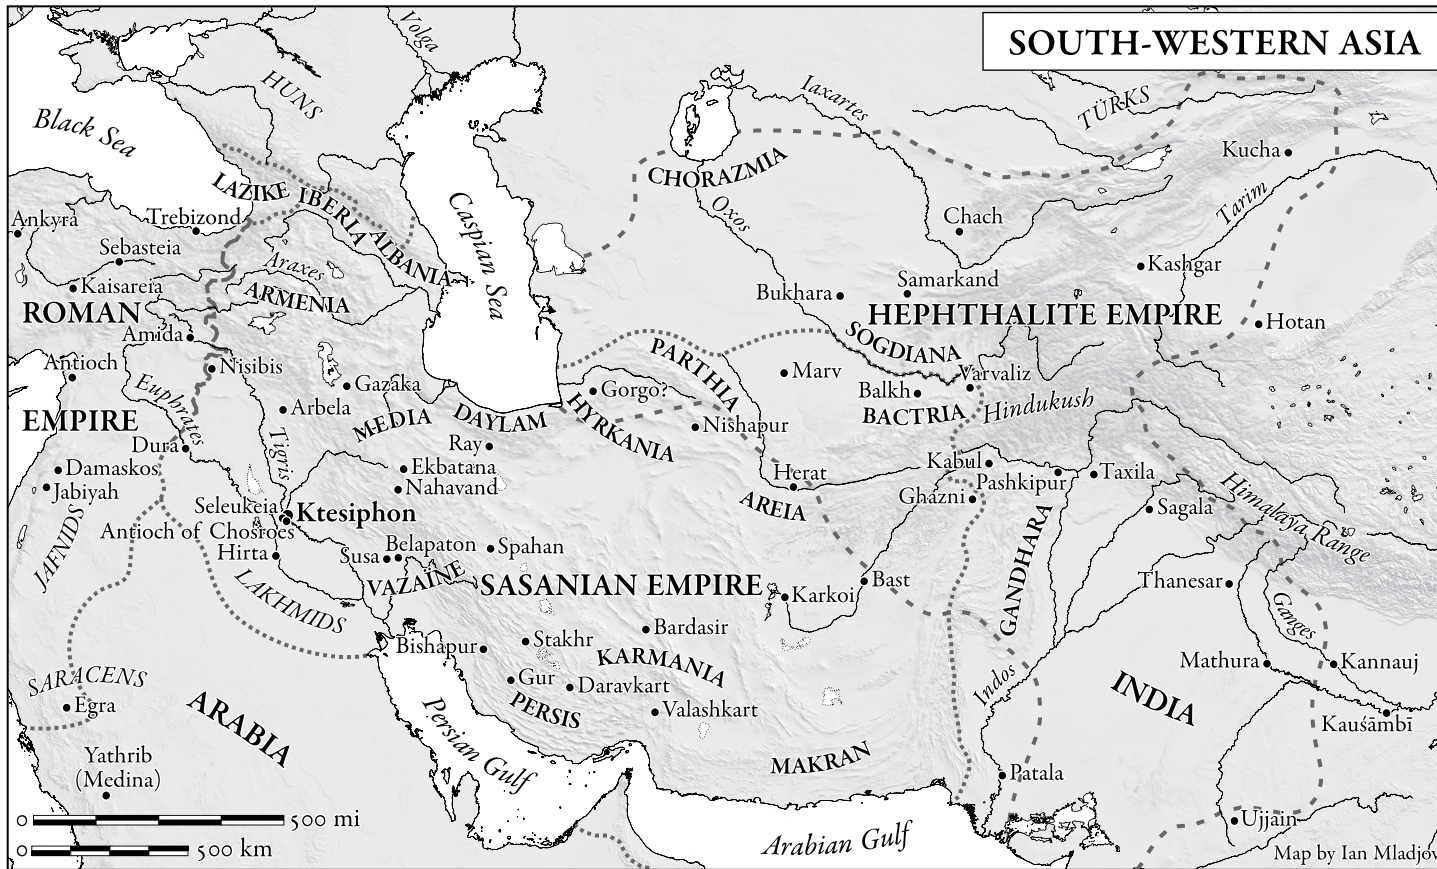 SOUTH-WESTERN ASIA
Volga
HUNS
Iaxartes
TÜRKS
Black Sea
Kucha
CHORAZMIA
LAZIKE
IBERIA
Caspian Sea
Oxos
Tarim
Ankyra
Trebizond
ALBANIA
Chach
Sebasteia
Araxes
Kashgar
Kaisareia
ARMENIA
Samarkand
Bukhara
ROMAN
HEPHTHALITE EMPIRE
Hotan
Amida
SOGDIANA
PARTHIA
Antioch
Nisibis
Marv
Varvaliz
Euphrates
Gazaka
Gorgo?
Balkh
Hindukush
EMPIRE
Arbela
MEDIA
DAYLAM
HYRKANIA
BACTRIA
Nishapur
Dura
Tigris
Ray
Damaskos
Ekbatana
Herat
Kabul
Taxila
Jabiyah
Nahavand
Pashkipur
Himalaya Range
Ghazni
Seleukeia
Ktesiphon
AREIA
Sagala
Antioch of Chosroes
JAFNIDS
Hirta
Belapaton
Spahan
Susa
GANDHARA
LAKHMIDS
VAZAÏNE
SASANIAN EMPIRE
Bast
Karkoi
Thanesar
Ganges
Bardasir
Stakhr
Bishapur
KARMANIA
Mathura
Kannauj
SARACENS
Gur
Daravkart
Indos
INDIA
Egra
ARABIA
Persian Gulf
PERSIS
Valashkart
Kauśāmbī
Yathrib
(Medina)
MAKRAN
Patala
0 500 mi
Arabian Gulf
Ujjain
0 500 km
Map by Ian Mladjov